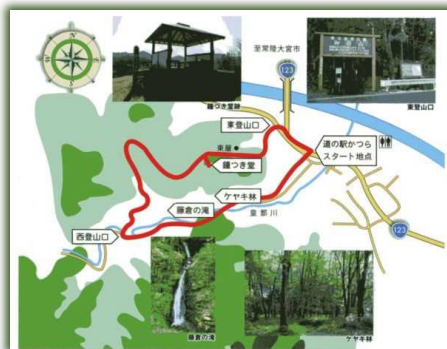 N
至常陸大宮市
123
鐘つき堂跡
東登山口
東登山口
東屋
道の駅かつら
スタート地点
鐘つき堂
ケヤキ林
藤倉の滝
皇都川
西登山口
123
藤倉の滝
ケヤキ林